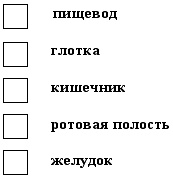 пищевод
глотка
кишечник
ротовая полость
желудок